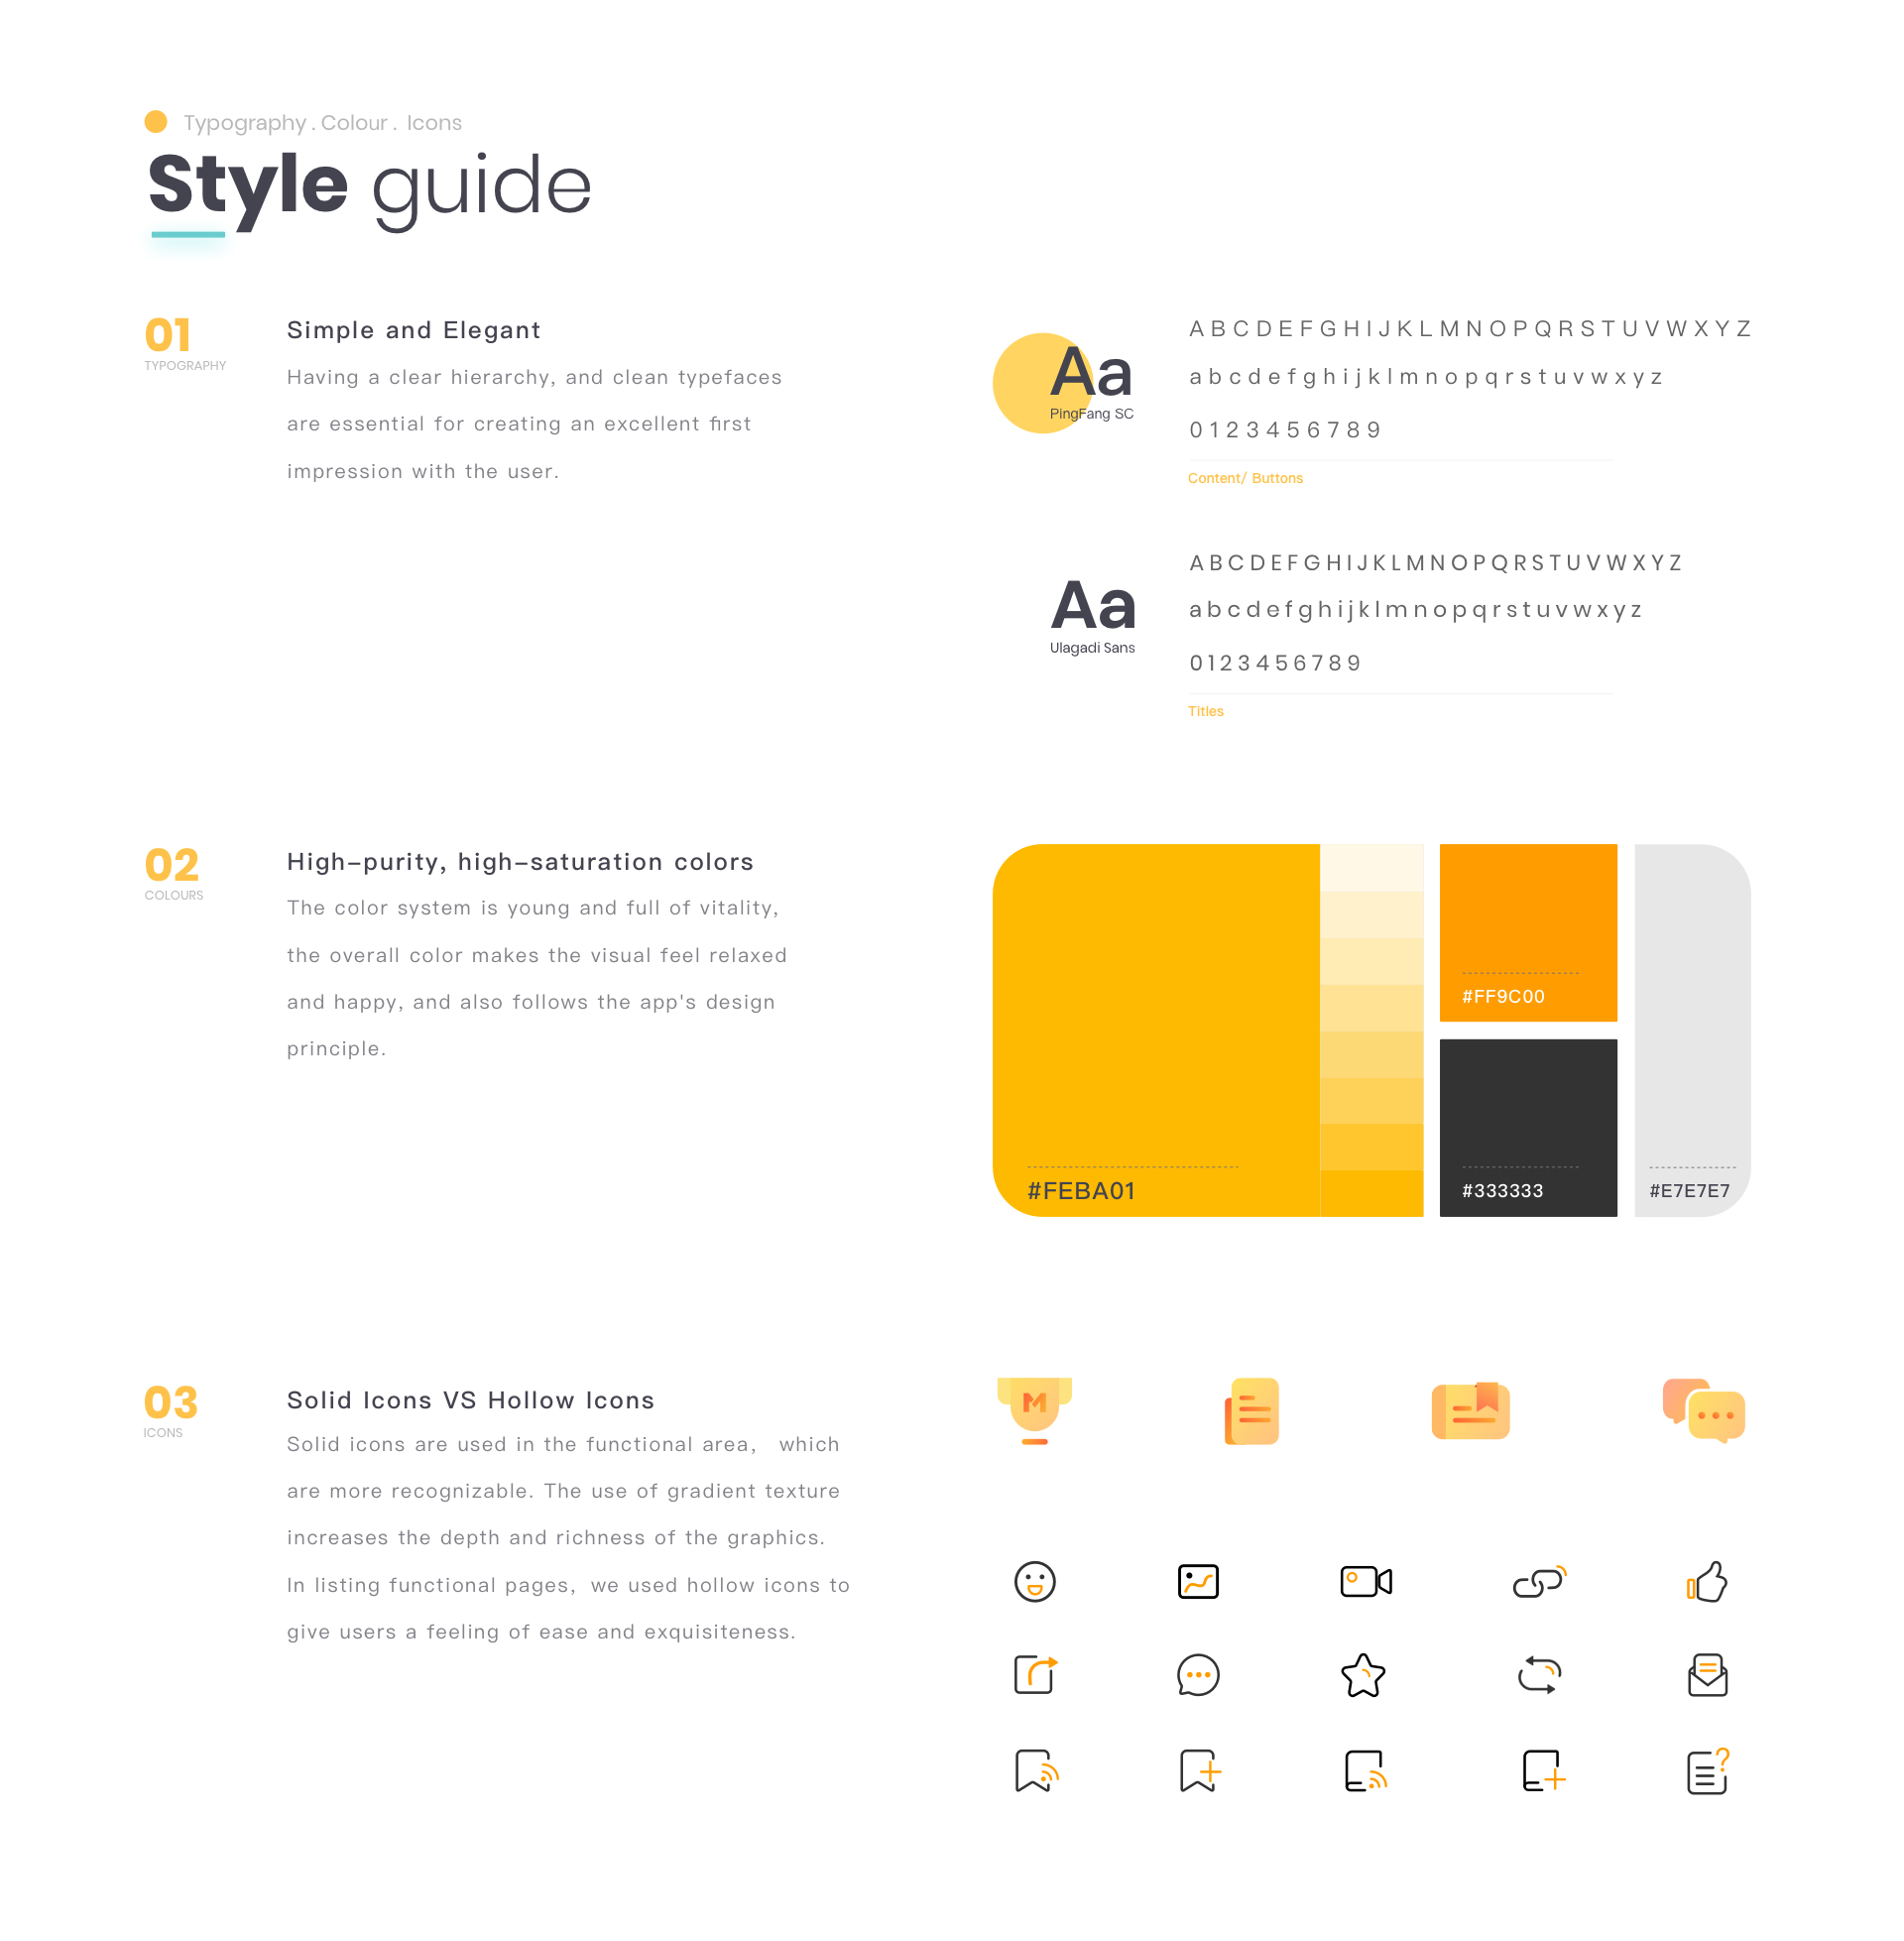 Typography . Colour . Icons
Style guide
01
TYPOGRAPHY
Simple and Elegant
Having a clear hierarchy, and clean typefaces
are essential for creating an excellent first
impression with the user.
Aa
PingFang SC
A B C D E F G H I J K L M N O P Q R S T U V W X Y Z
a b c d e f g h i j k l m n o p q r s t u v w x y z
0 1 2 3 4 5 6 7 8 9
Content/ Buttons
Aa
Ulagadi Sans
A B C D E F G H I J K L M N O P Q R S T U V W X Y Z
a b c d e f g h i j k l m n o p q r s t u v w x y z
0 1 2 3 4 5 6 7 8 9
Titles
02
COLOURS
High-purity, high-saturation colors
The color system is young and full of vitality,
the overall color makes the visual feel relaxed
and happy, and also follows the app's design
principle.
#FEBA01
#FF9C00
#333333
#E7E7E7
03
ICONS
Solid Icons VS Hollow Icons
Solid icons are used in the functional area， which
are more recognizable. The use of gradient texture
increases the depth and richness of the graphics.
In listing functional pages，we used hollow icons to
give users a feeling of ease and exquisiteness.
M
?